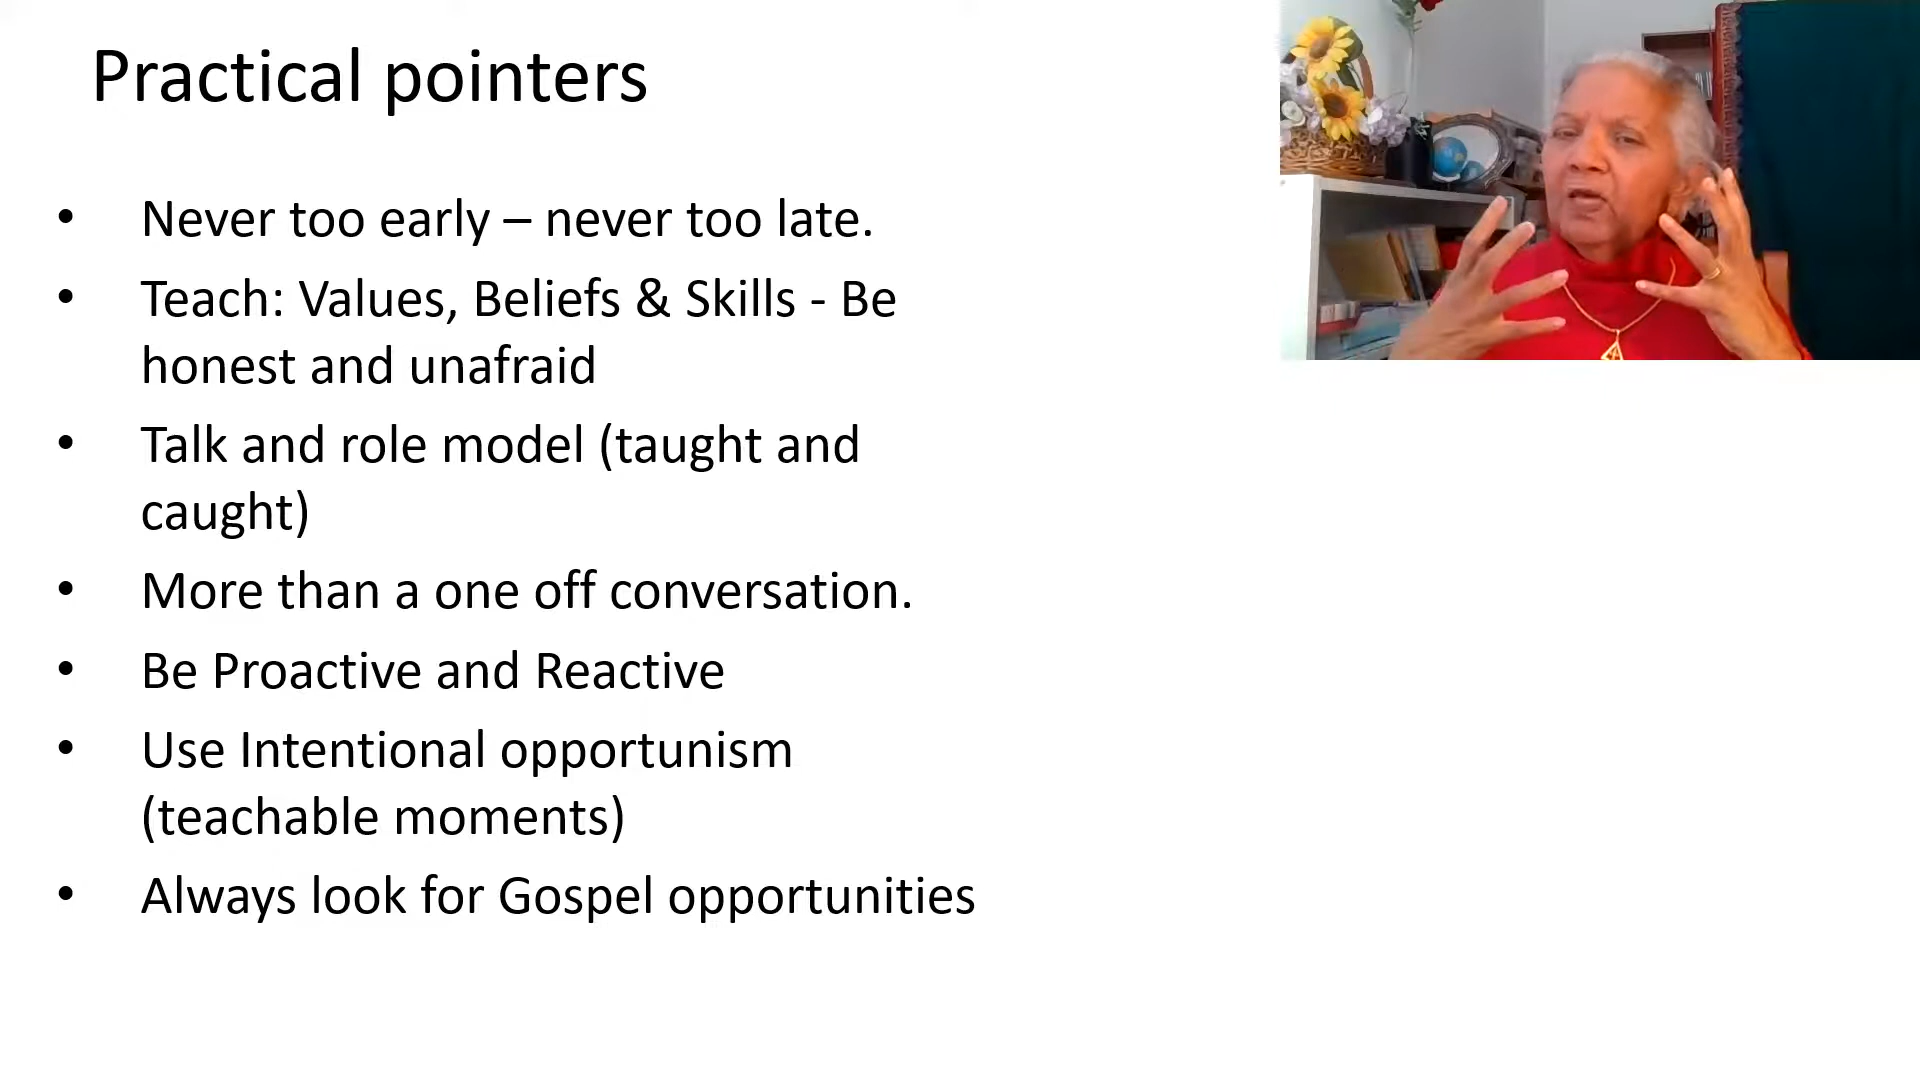 Practical pointers
• Never too early – never too late.
• Teach: Values, Beliefs & Skills - Be
honest and unafraid
• Talk and role model (taught and
caught)
• More than a one off conversation.
• Be Proactive and Reactive
• Use Intentional opportunism
(teachable moments)
• Always look for Gospel opportunities